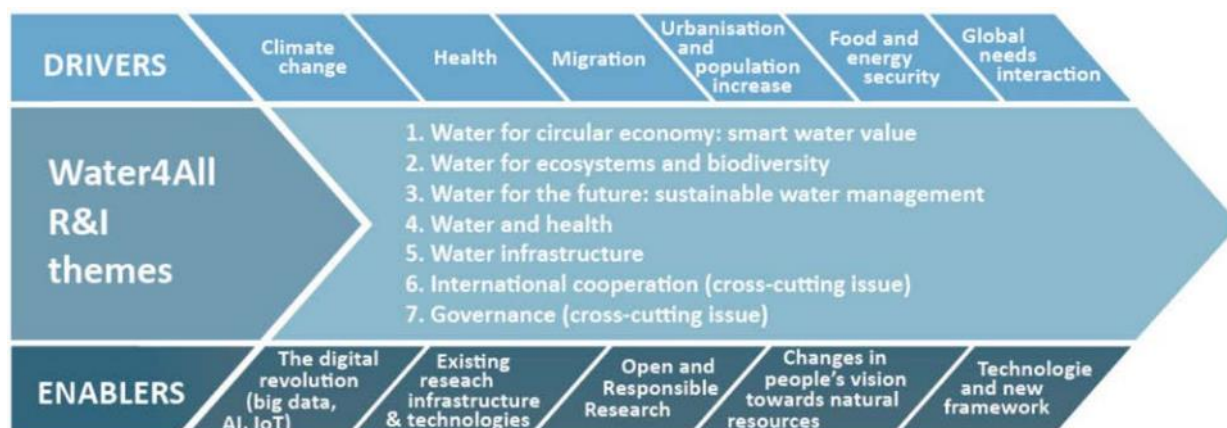 DRIVERS
Climate
change
Health
Migration
Urbanisation
and
population
increase
Food and
energy
security
Global
needs
interaction
Water4All
R&I
themes
1. Water for circular economy: smart water value
2. Water for ecosystems and biodiversity
3. Water for the future: sustainable water management
4. Water and health
5. Water infrastructure
6. International cooperation (cross-cutting issue)
7. Governance (cross-cutting issue)
ENABLERS
The digital
revolution
(big data,
AI, IoT)
Existing
reseach
infrastructure
& technologies
Open and
Responsible
Research
Changes in
people's vision
towards natural
resources
Technologie
and new
framework